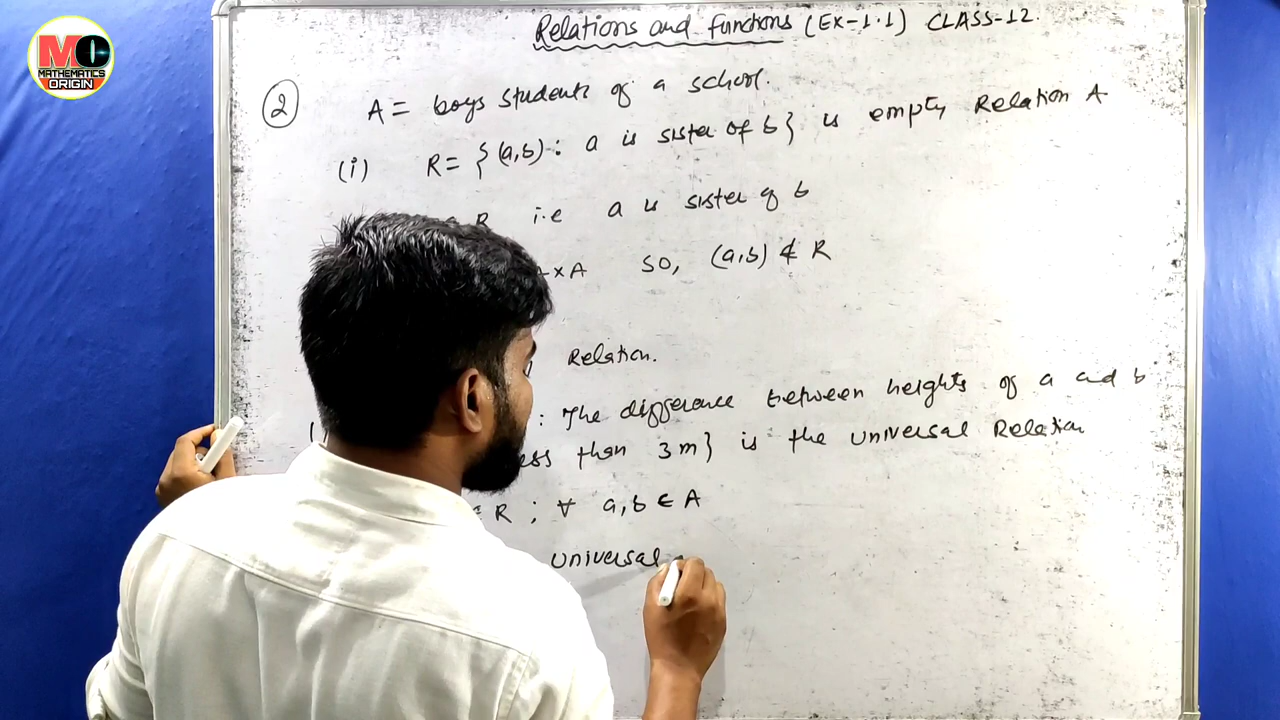 MO
MATHEMATICS
ORIGIN
Relations and functions (Ex-1.1) CLASS-12.
2 A = boys students of a school.
(i) R = {(a,b) : a is sister of b} is empty Relation A
R i.e a is sister of b
A×A so, (a,b) ∉ R
Relation.
: The difference between heights of a and b
ess than 3m} is the universal Relation
∈ R ; ∀ a,b ∈ A
universal